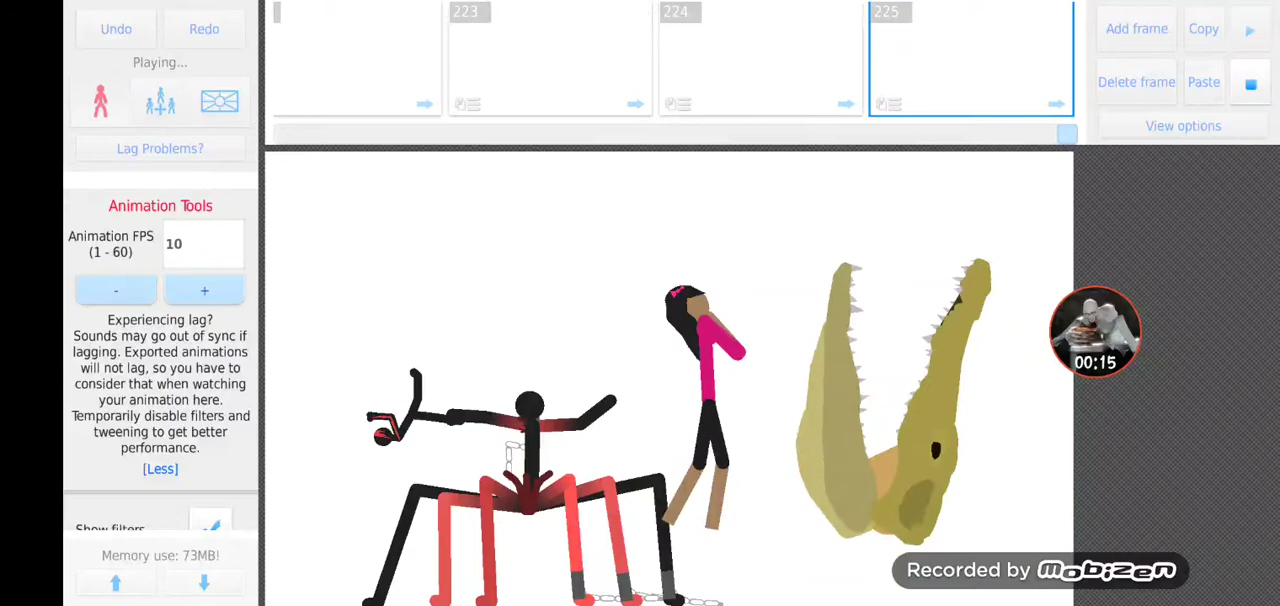 Undo
Redo
Playing...
Lag Problems?
Animation Tools
Animation FPS
(1 - 60)
10
-
+
Experiencing lag?
Sounds may go out of sync if
lagging. Exported animations
will not lag, so you have to
consider that when watching
your animation here.
Temporarily disable filters and
tweening to get better
performance.
[Less]
Show filters
Memory use: 73MB!
223
224
225
Add frame
Copy
Delete frame
Paste
View options
00:15
Recorded by mobizen